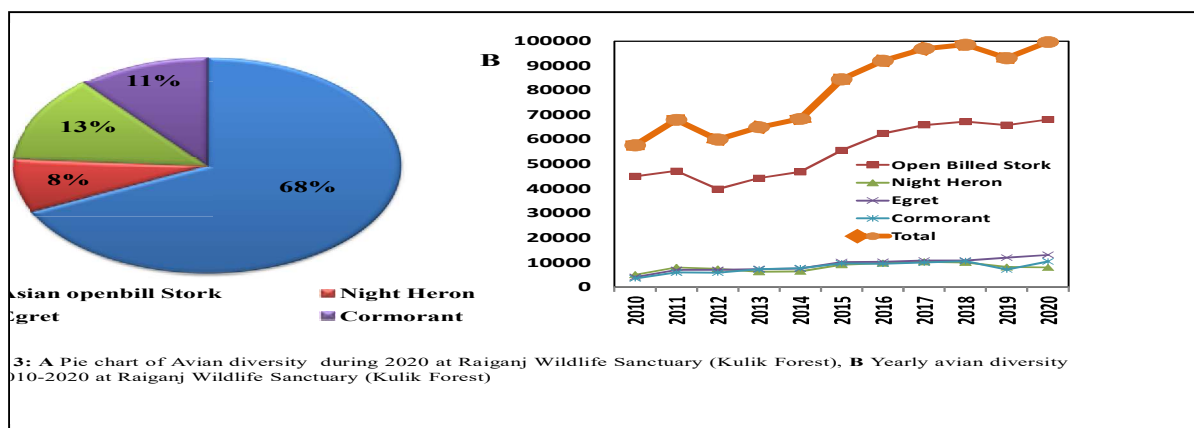 B
11%
13%
8%
68%
Asian openbill Stork
Night Heron
Egret
Cormorant
100000
90000
80000
70000
60000
50000
40000
30000
20000
10000
0
Open Billed Stork
Night Heron
Egret
Cormorant
Total
2010
2011
2012
2013
2014
2015
2016
2017
2018
2019
2020
3: A Pie chart of Avian diversity during 2020 at Raiganj Wildlife Sanctuary (Kulik Forest), B Yearly avian diversity
010-2020 at Raiganj Wildlife Sanctuary (Kulik Forest)